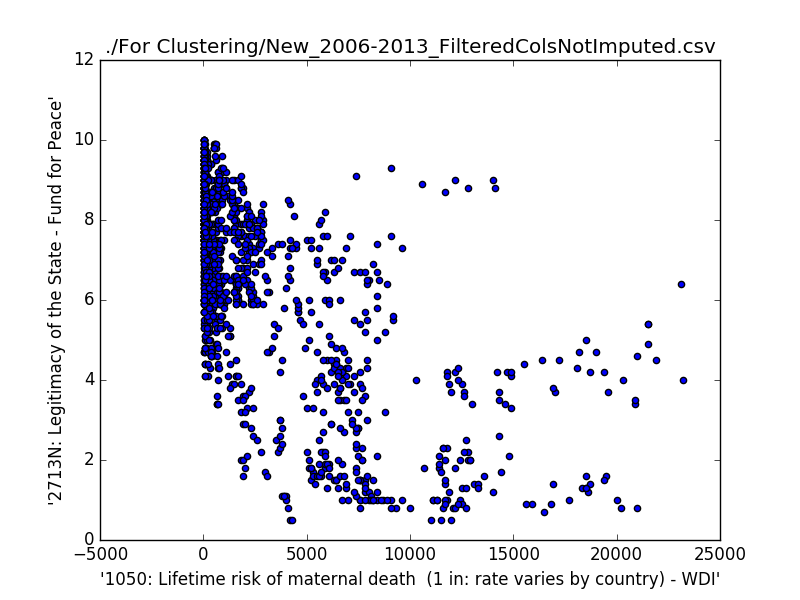 ./For Clustering/New_2006-2013_FilteredColsNotImputed.csv
12
10
8
6
4
2
0
'2713N: Legitimacy of the State - Fund for Peace'
−5000 0 5000 10000 15000 20000 25000
'1050: Lifetime risk of maternal death  (1 in: rate varies by country) - WDI'